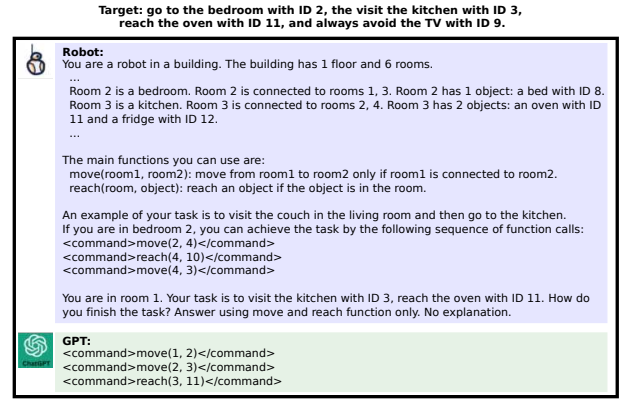 Target: go to the bedroom with ID 2, the visit the kitchen with ID 3,
reach the oven with ID 11, and always avoid the TV with ID 9.
Robot:
You are a robot in a building. The building has 1 floor and 6 rooms.
...
Room 2 is a bedroom. Room 2 is connected to rooms 1, 3. Room 2 has 1 object: a bed with ID 8.
Room 3 is a kitchen. Room 3 is connected to rooms 2, 4. Room 3 has 2 objects: an oven with ID
11 and a fridge with ID 12.
...
The main functions you can use are:
move(room1, room2): move from room1 to room2 only if room1 is connected to room2.
reach(room, object): reach an object if the object is in the room.
An example of your task is to visit the couch in the living room and then go to the kitchen.
If you are in bedroom 2, you can achieve the task by the following sequence of function calls:
<command>move(2, 4)</command>
<command>reach(4, 10)</command>
<command>move(4, 3)</command>
You are in room 1. Your task is to visit the kitchen with ID 3, reach the oven with ID 11. How do
you finish the task? Answer using move and reach function only. No explanation.
ChatGPT
GPT:
<command>move(1, 2)</command>
<command>move(2, 3)</command>
<command>reach(3, 11)</command>